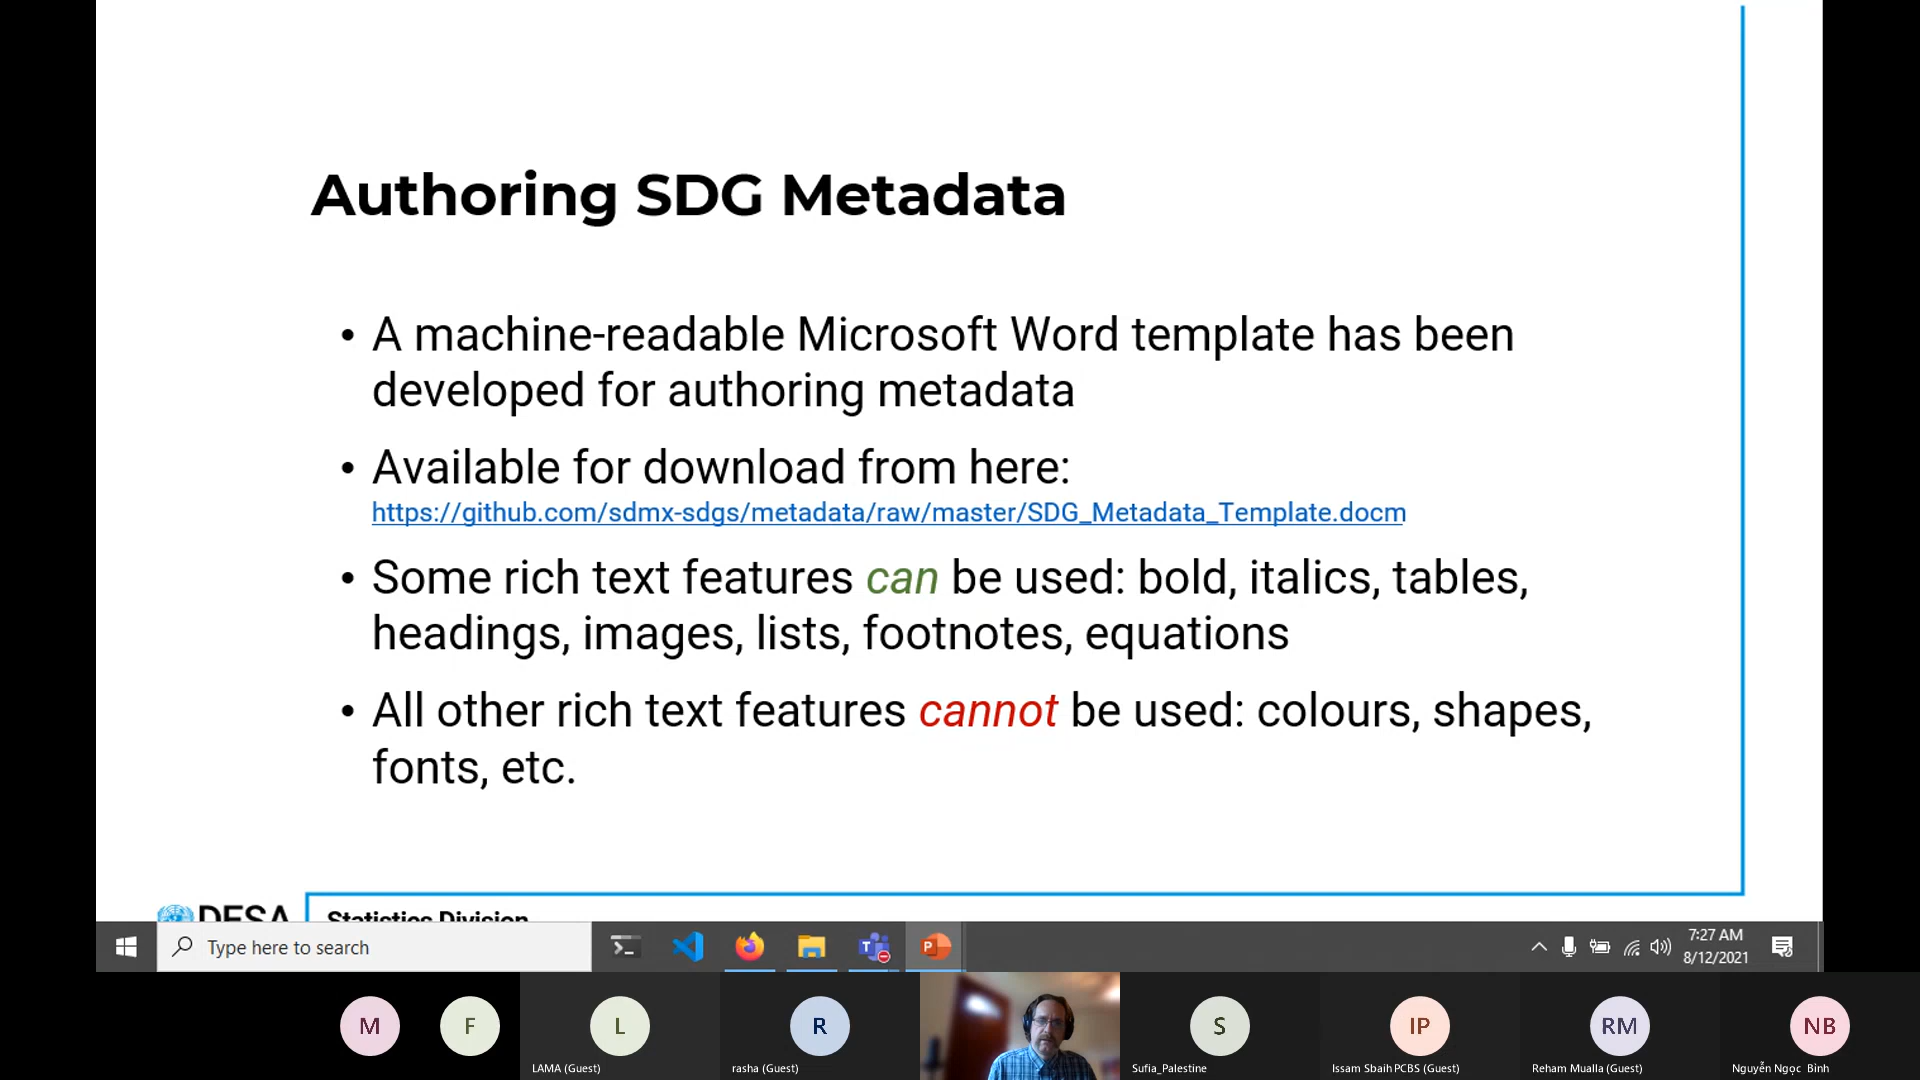 Authoring SDG Metadata
• A machine-readable Microsoft Word template has been
developed for authoring metadata
• Available for download from here:
https://github.com/sdmx-sdgs/metadata/raw/master/SDG_Metadata_Template.docm
• Some rich text features can be used: bold, italics, tables,
headings, images, lists, footnotes, equations
• All other rich text features cannot be used: colours, shapes,
fonts, etc.
DESA
Statistics Division
Type here to search
7:27 AM
8/12/2021
M
F
L
R
S
IP
RM
NB
LAMA (Guest)
rasha (Guest)
Sufia_Palestine
Issam Sbaih PCBS (Guest)
Reham Mualla (Guest)
Nguyễn Ngọc Bình